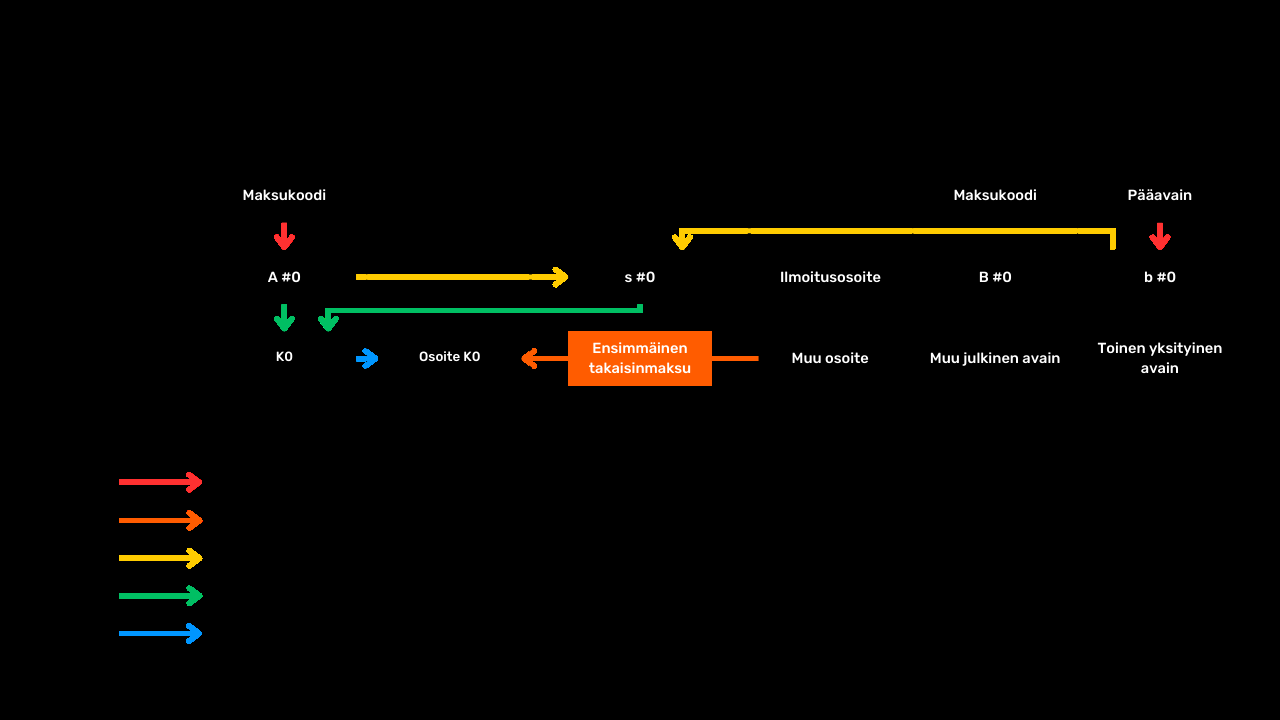 Maksukoodi
Maksukoodi
Pääavain
A #0
s #0
Ilmoitusosoite
B #0
b #0
K0
Osoite K0
Ensimmäinen
takaisinmaksu
Muu osoite
Muu julkinen avain
Toinen yksityinen
avain